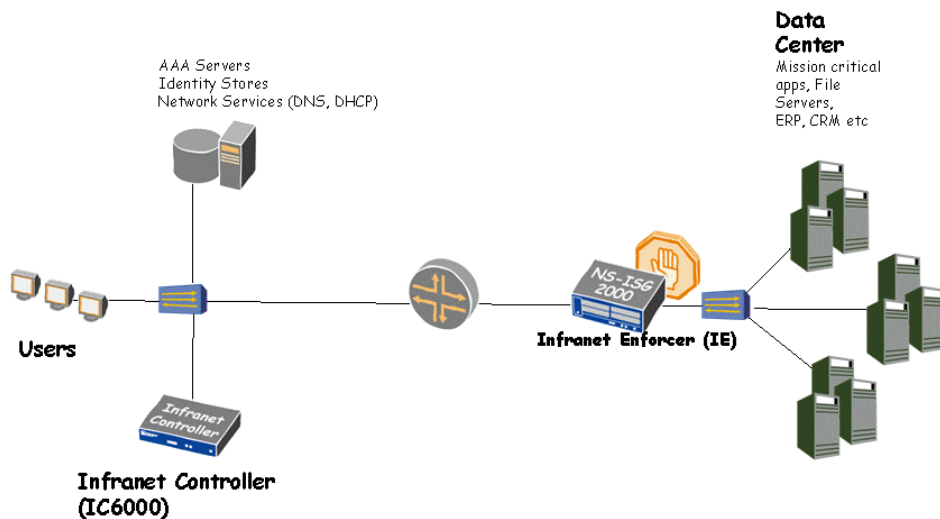 Data
Center
Mission critical
apps, File
Servers,
ERP, CRM etc
AAA Servers
Identity Stores
Network Services (DNS, DHCP)
NS-ISG
2000
Infranet Enforcer (IE)
Users
Infranet
Controller
Infranet Controller
(IC6000)